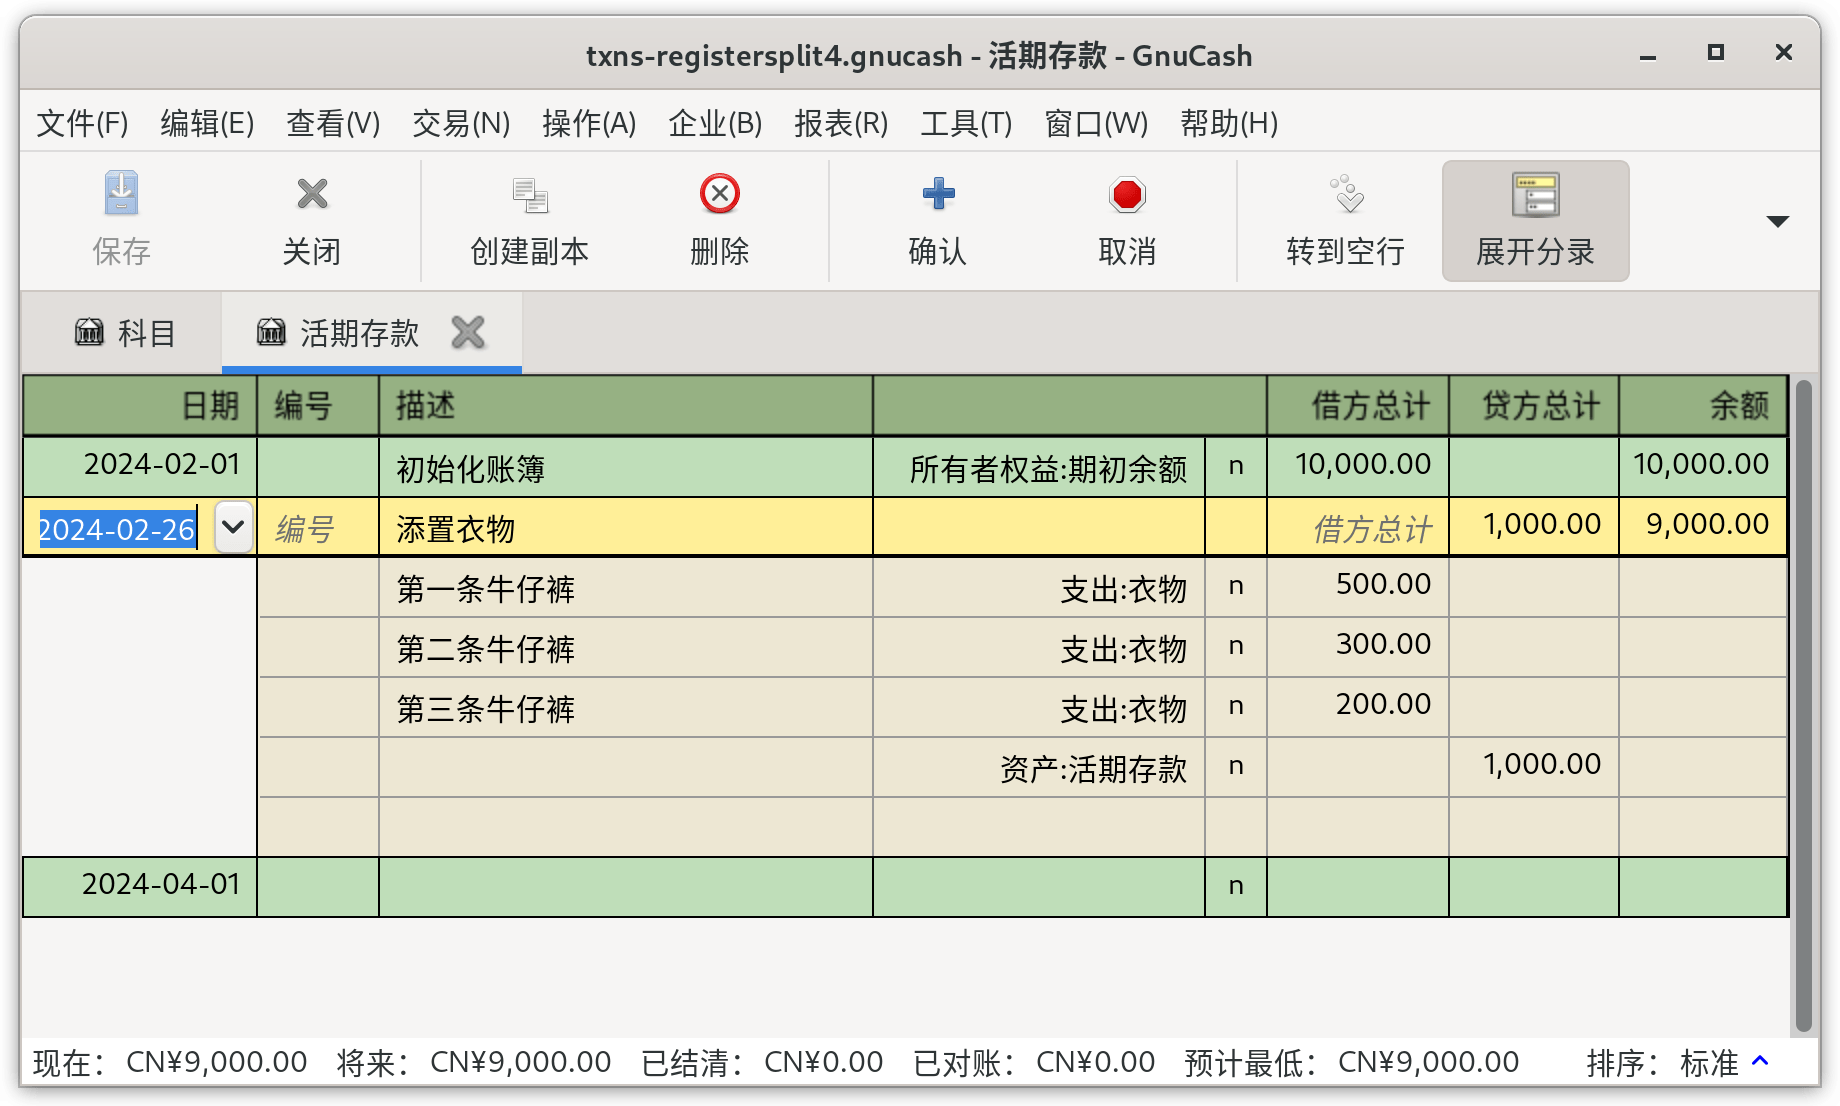 txns-registersplit4.gnucash - 活期存款 - GnuCash
文件(F) 编辑(E) 查看(V) 交易(N) 操作(A) 企业(B) 报表(R) 工具(T) 窗口(W) 帮助(H)
保存 关闭 创建副本 删除 确认 取消 转到空行 展开分录
科目 活期存款
日期 编号 描述 借方总计 贷方总计 余额
2024-02-01 初始化账簿 所有者权益:期初余额 n 10,000.00 10,000.00
2024-02-26 编号 添置衣物 借方总计 1,000.00 9,000.00
第一条牛仔裤 支出:衣物 n 500.00
第二条牛仔裤 支出:衣物 n 300.00
第三条牛仔裤 支出:衣物 n 200.00
资产:活期存款 n 1,000.00
2024-04-01 n
现在： CN¥9,000.00 将来： CN¥9,000.00 已结清： CN¥0.00 已对账： CN¥0.00 预计最低： CN¥9,000.00 排序： 标准